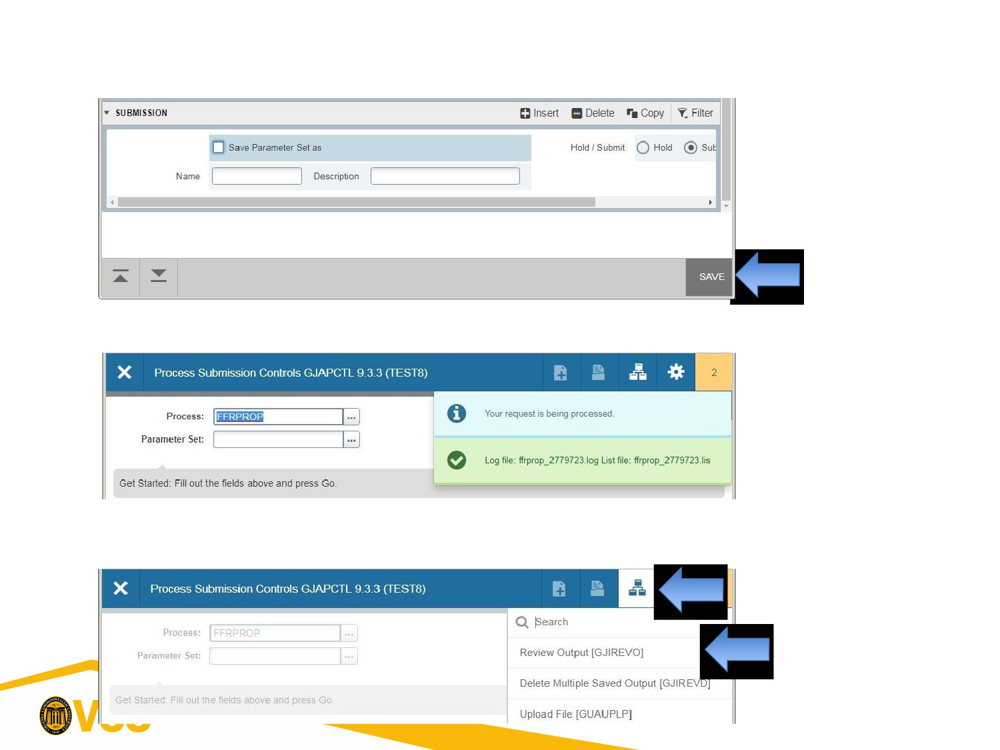 SUBMISSION Insert Delete Copy Filter
Save Parameter Set as Hold / Submit Hold Sub
Name Description
SAVE
Process Submission Controls GJAPCTL 9.3.3 (TEST8) 2
Process: FFRPROP ...
Your request is being processed.
Parameter Set: ...
Log file: ffrprop_2779723.log List file: ffrprop_2779723.lis
Get Started: Fill out the fields above and press Go.
Process Submission Controls GJAPCTL 9.3.3 (TEST8)
Search
Process: FFRPROP ...
Review Output [GJIREVO]
Parameter Set: ...
Delete Multiple Saved Output [GJIREVD]
Get Started: Fill out the fields above and press Go.
Upload File [GUAUPLP]